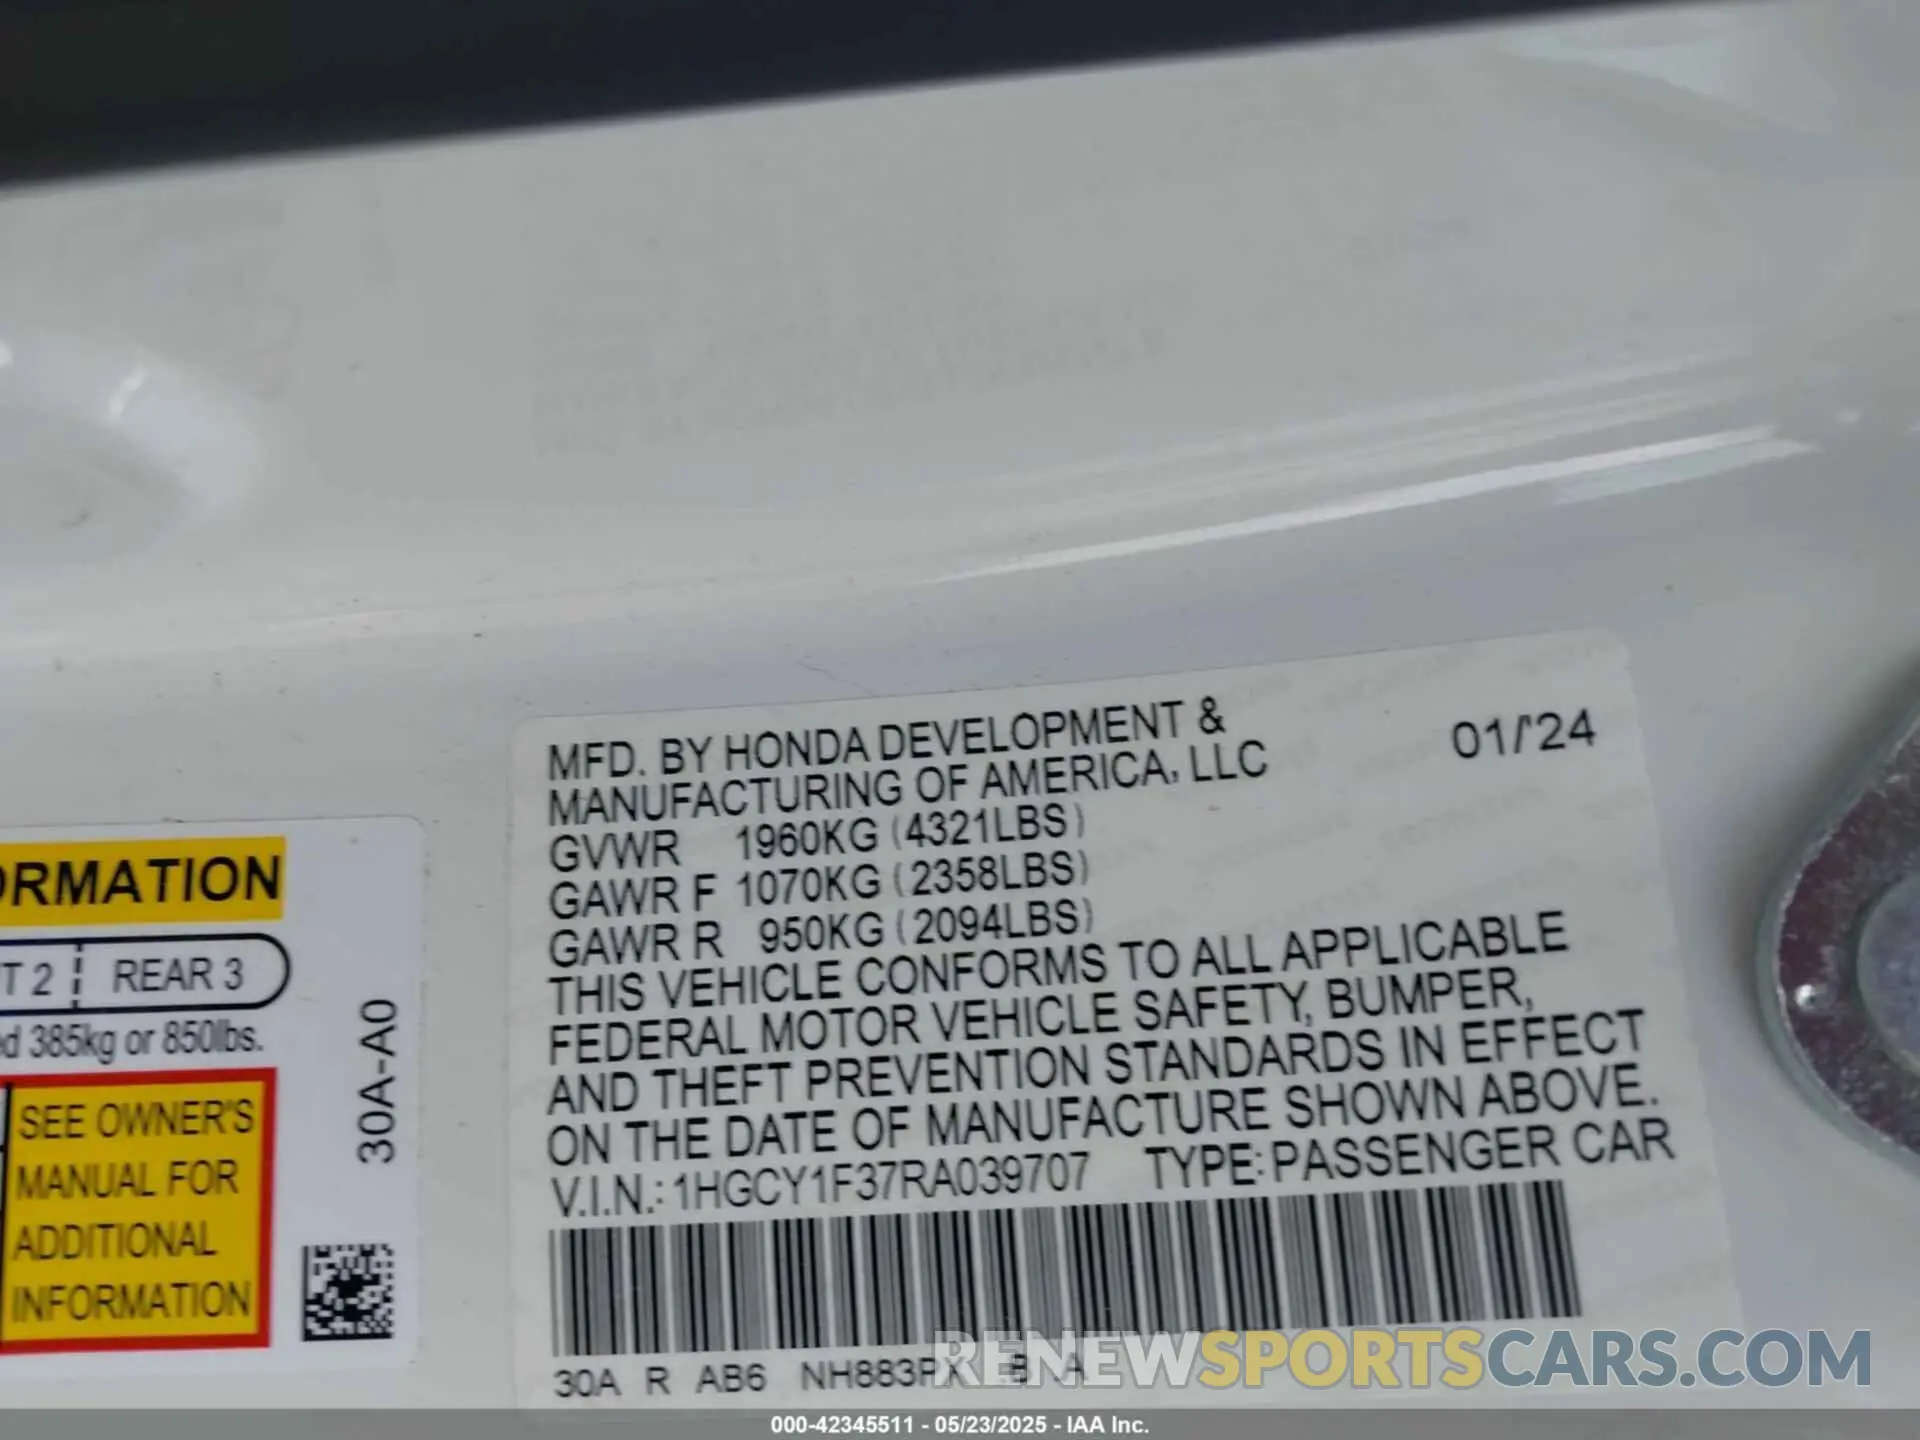 MFD. BY HONDA DEVELOPMENT &
MANUFACTURING OF AMERICA, LLC
01/'24
GVWR 1960KG (4321LBS)
GAWR F 1070KG (2358LBS)
GAWR R 950KG (2094LBS)
THIS VEHICLE CONFORMS TO ALL APPLICABLE
FEDERAL MOTOR VEHICLE SAFETY, BUMPER,
AND THEFT PREVENTION STANDARDS IN EFFECT
ON THE DATE OF MANUFACTURE SHOWN ABOVE.
V.I.N.: 1HGCY1F37RA039707 TYPE: PASSENGER CAR
30A R AB6 NH883PX B A
ORMATION
T 2 REAR 3
ed 385kg or 850lbs.
SEE OWNER'S
MANUAL FOR
ADDITIONAL
INFORMATION
30A-A0
RENEWSPORTSCARS.COM
000-42345511 - 05/23/2025 - IAA Inc.